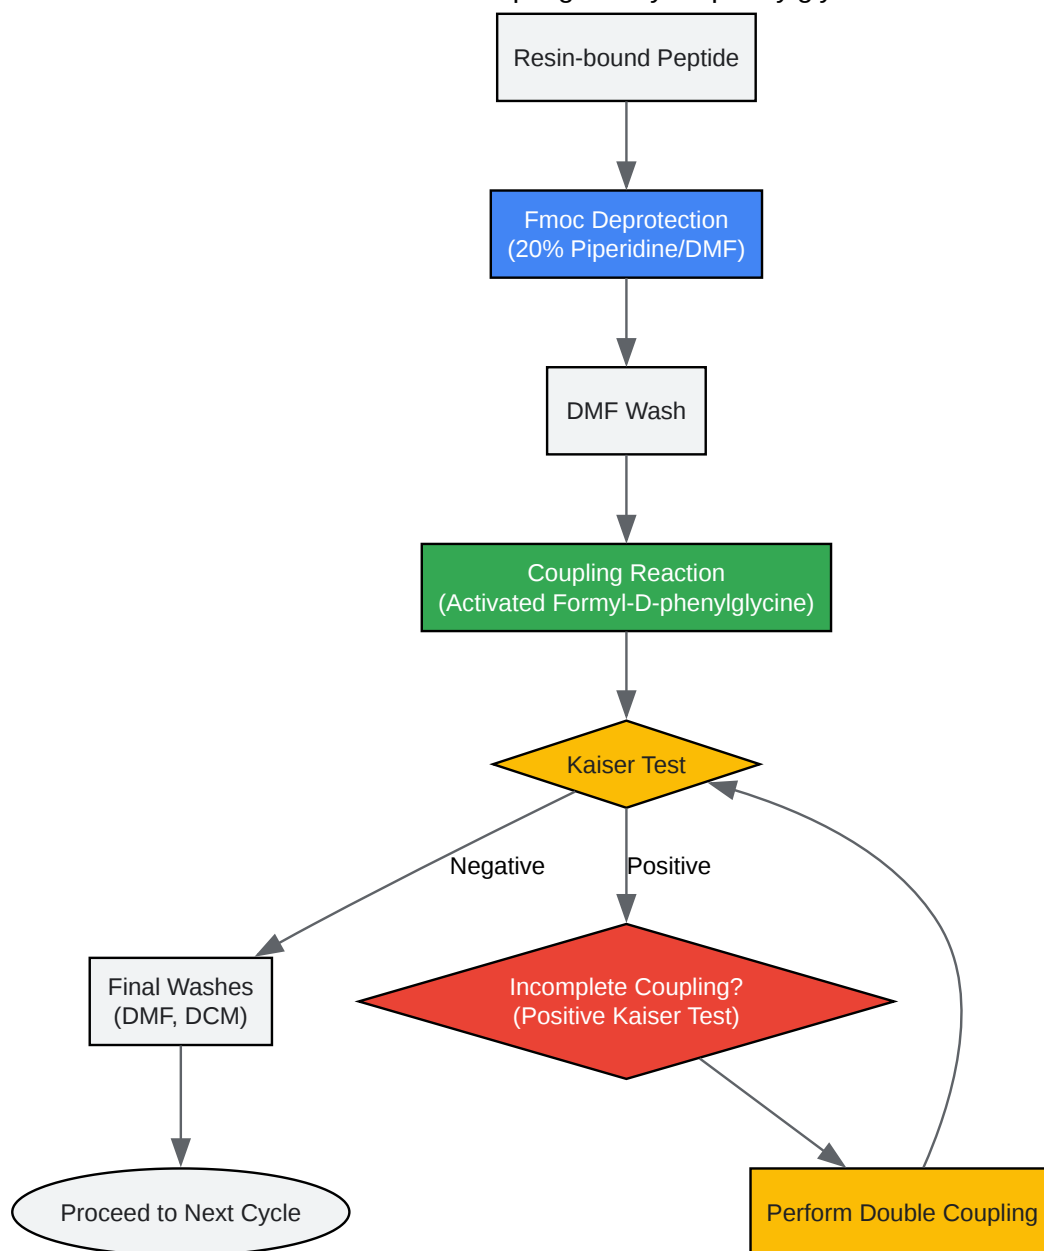 Resin-bound Peptide
Fmoc Deprotection
(20% Piperidine/DMF)
DMF Wash
Coupling Reaction
(Activated Formyl-D-phenylglycine)
Kaiser Test
Negative
Positive
Incomplete Coupling?
(Positive Kaiser Test)
Final Washes
(DMF, DCM)
Proceed to Next Cycle
Perform Double Coupling